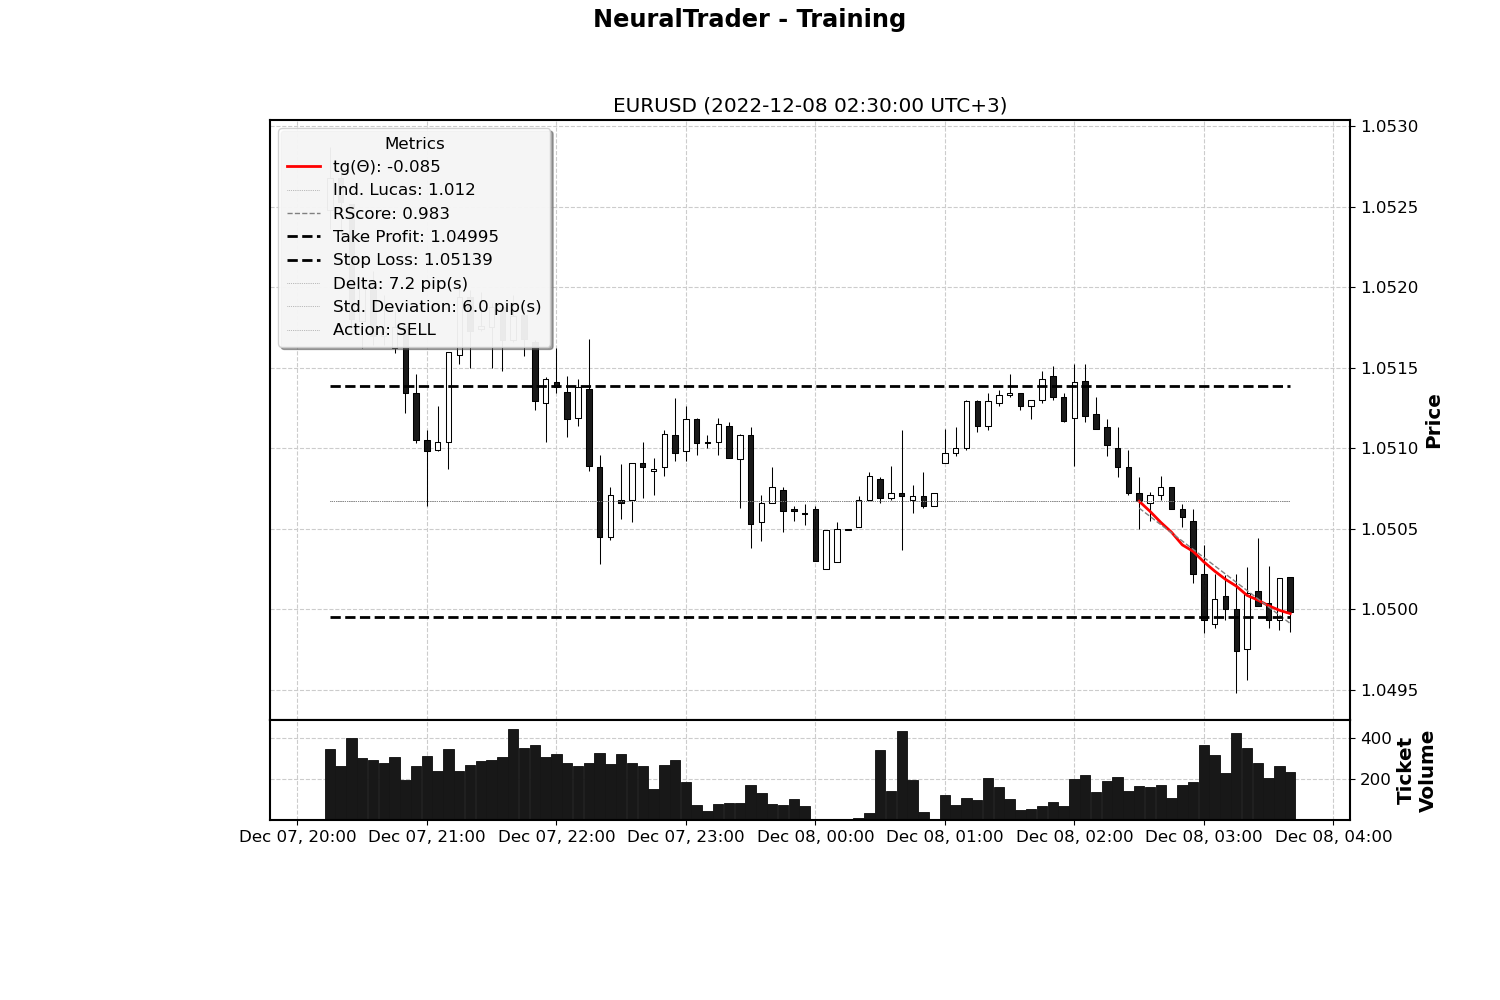 NeuralTrader - Training
EURUSD (2022-12-08 02:30:00 UTC+3)
Metrics
tg(Θ): -0.085
Ind. Lucas: 1.012
RScore: 0.983
Take Profit: 1.04995
Stop Loss: 1.05139
Delta: 7.2 pip(s)
Std. Deviation: 6.0 pip(s)
Action: SELL
1.0530
1.0525
1.0520
1.0515
1.0510
1.0505
1.0500
1.0495
Price
400
200
Ticket
Volume
Dec 07, 20:00 Dec 07, 21:00 Dec 07, 22:00 Dec 07, 23:00 Dec 08, 00:00 Dec 08, 01:00 Dec 08, 02:00 Dec 08, 03:00 Dec 08, 04:00